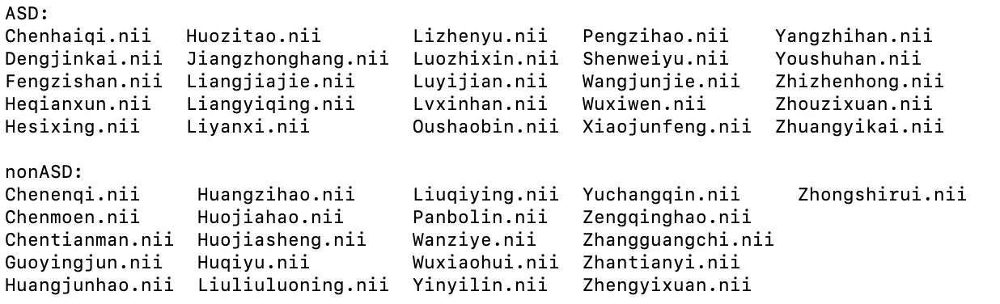 ASD:
Chenhaiqi.nii Huozitao.nii Lizhenyu.nii Pengzihao.nii Yangzhihan.nii
Dengjinkai.nii Jiangzhonghang.nii Luozhixin.nii Shenweiyu.nii Youshuhan.nii
Fengzishan.nii Liangjiajie.nii Luyijian.nii Wangjunjie.nii Zhizhenhong.nii
Heqianxun.nii Liangyiqing.nii Lvxinhan.nii Wuxiwen.nii Zhouzixuan.nii
Hesixing.nii Liyanxi.nii Oushaobin.nii Xiaojunfeng.nii Zhuangyikai.nii
nonASD:
Chenenqi.nii Huangzihao.nii Liuqiying.nii Yuchangqin.nii Zhongshirui.nii
Chenmoen.nii Huojiahao.nii Panbolin.nii Zengqinghao.nii
Chentianman.nii Huojiasheng.nii Wanziye.nii Zhangguangchi.nii
Guoyingjun.nii Huqiyu.nii Wuxiaohui.nii Zhantianyi.nii
Huangjunhao.nii Liuliuluoning.nii Yinyilin.nii Zhengyixuan.nii